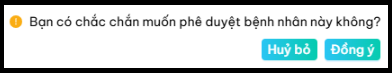 Bạn có chắc chắn muốn phê duyệt bệnh nhân này không?
Huỷ bỏ Đồng ý